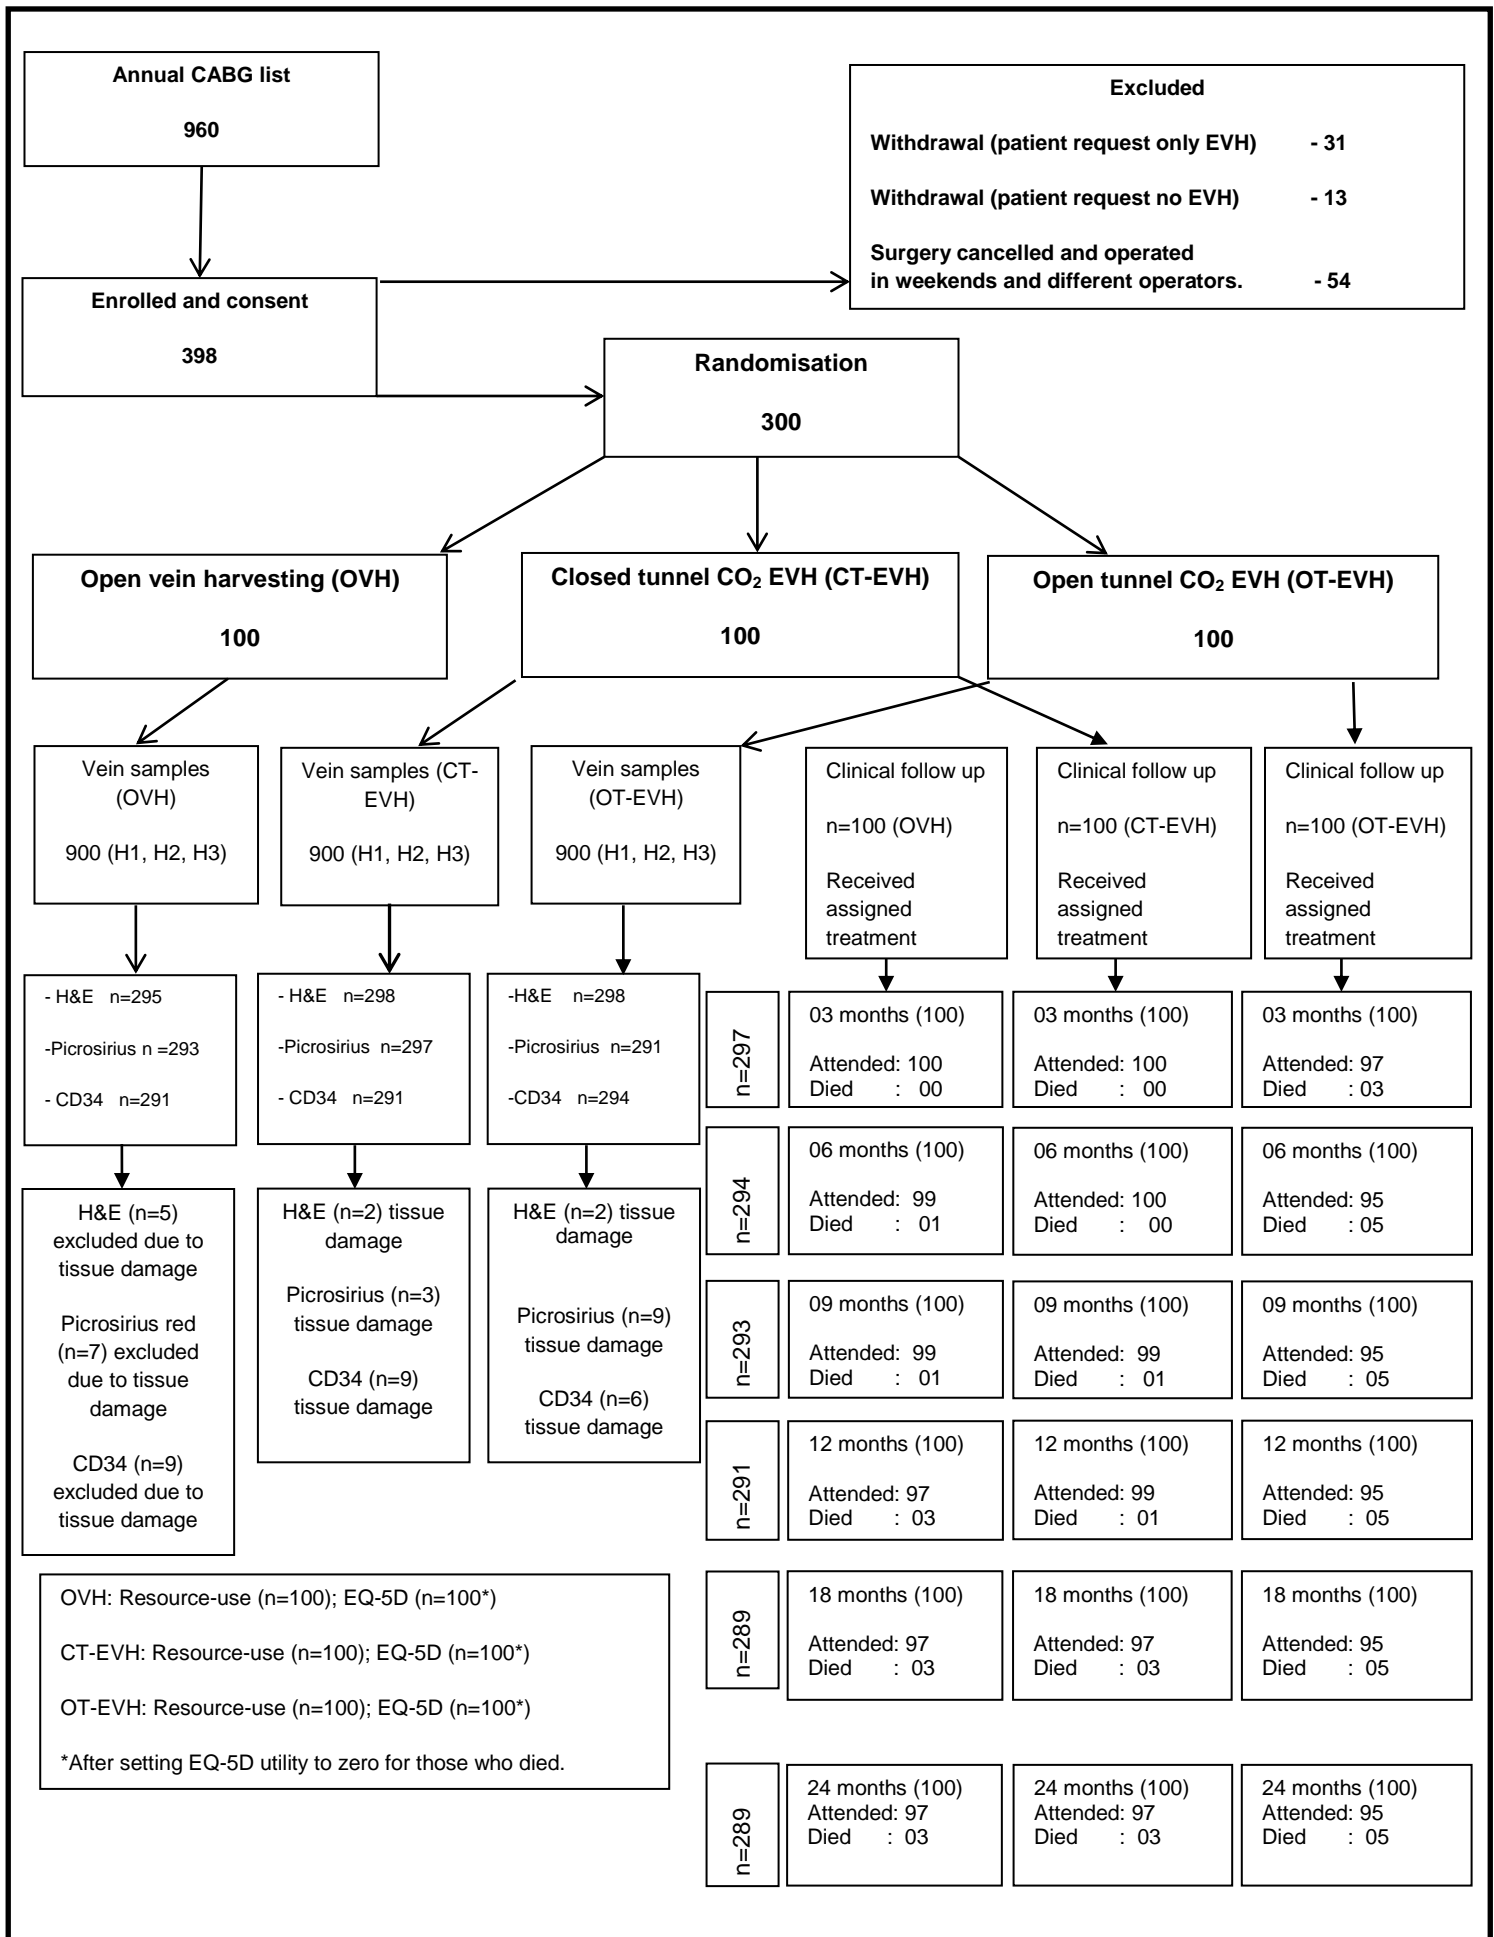 Annual CABG list
960
Excluded
Withdrawal (patient request only EVH) - 31
Withdrawal (patient request no EVH) - 13
Surgery cancelled and operated
in weekends and different operators. - 54
Enrolled and consent
398
Randomisation
300
Open vein harvesting (OVH)
100
Closed tunnel CO₂ EVH (CT-EVH)
100
Open tunnel CO₂ EVH (OT-EVH)
100
Vein samples
(OVH)
900 (H1, H2, H3)
Vein samples (CT-
EVH)
900 (H1, H2, H3)
Vein samples
(OT-EVH)
900 (H1, H2, H3)
Clinical follow up
n=100 (OVH)
Received
assigned
treatment
Clinical follow up
n=100 (CT-EVH)
Received
assigned
treatment
Clinical follow up
n=100 (OT-EVH)
Received
assigned
treatment
- H&E n=295
-Picrosirius n =293
- CD34 n=291
- H&E n=298
-Picrosirius n=297
- CD34 n=291
-H&E n=298
-Picrosirius n=291
-CD34 n=294
H&E (n=5)
excluded due to
tissue damage
Picrosirius red
(n=7) excluded
due to tissue
damage
CD34 (n=9)
excluded due to
tissue damage
H&E (n=2) tissue
damage
Picrosirius (n=3)
tissue damage
CD34 (n=9)
tissue damage
H&E (n=2) tissue
damage
Picrosirius (n=9)
tissue damage
CD34 (n=6)
tissue damage
n=297
03 months (100)
Attended: 100
Died : 00
03 months (100)
Attended: 100
Died : 00
03 months (100)
Attended: 97
Died : 03
n=294
06 months (100)
Attended: 99
Died : 01
06 months (100)
Attended: 100
Died : 00
06 months (100)
Attended: 95
Died : 05
n=293
09 months (100)
Attended: 99
Died : 01
09 months (100)
Attended: 99
Died : 01
09 months (100)
Attended: 95
Died : 05
n=291
12 months (100)
Attended: 97
Died : 03
12 months (100)
Attended: 99
Died : 01
12 months (100)
Attended: 95
Died : 05
n=289
18 months (100)
Attended: 97
Died : 03
18 months (100)
Attended: 97
Died : 03
18 months (100)
Attended: 95
Died : 05
n=289
24 months (100)
Attended: 97
Died : 03
24 months (100)
Attended: 97
Died : 03
24 months (100)
Attended: 95
Died : 05
OVH: Resource-use (n=100); EQ-5D (n=100*)
CT-EVH: Resource-use (n=100); EQ-5D (n=100*)
OT-EVH: Resource-use (n=100); EQ-5D (n=100*)
*After setting EQ-5D utility to zero for those who died.